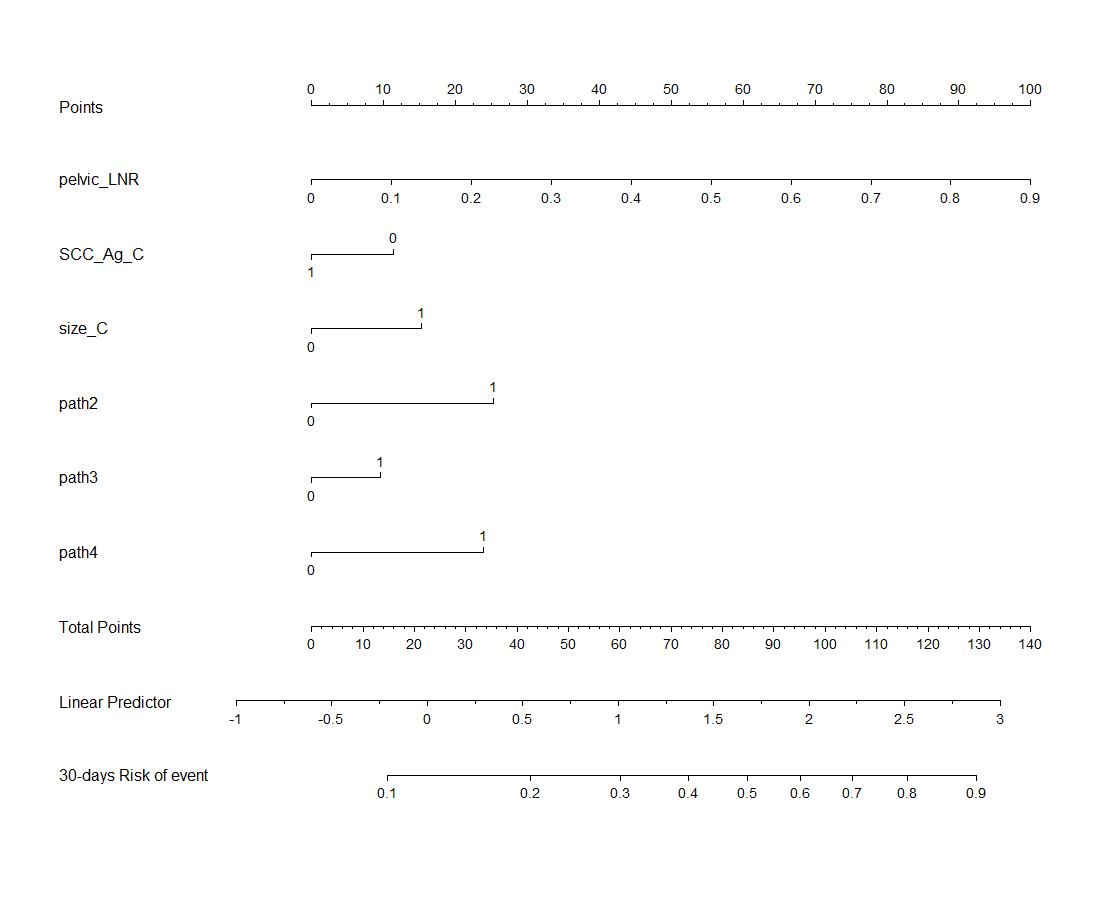 0 10 20 30 40 50 60 70 80 90 100
Points
pelvic_LNR
0 0.1 0.2 0.3 0.4 0.5 0.6 0.7 0.8 0.9
0
SCC_Ag_C
1
1
size_C
0
1
path2
0
1
path3
0
1
path4
0
Total Points
0 10 20 30 40 50 60 70 80 90 100 110 120 130 140
Linear Predictor
-1 -0.5 0 0.5 1 1.5 2 2.5 3
30-days Risk of event
0.1 0.2 0.3 0.4 0.5 0.6 0.7 0.8 0.9